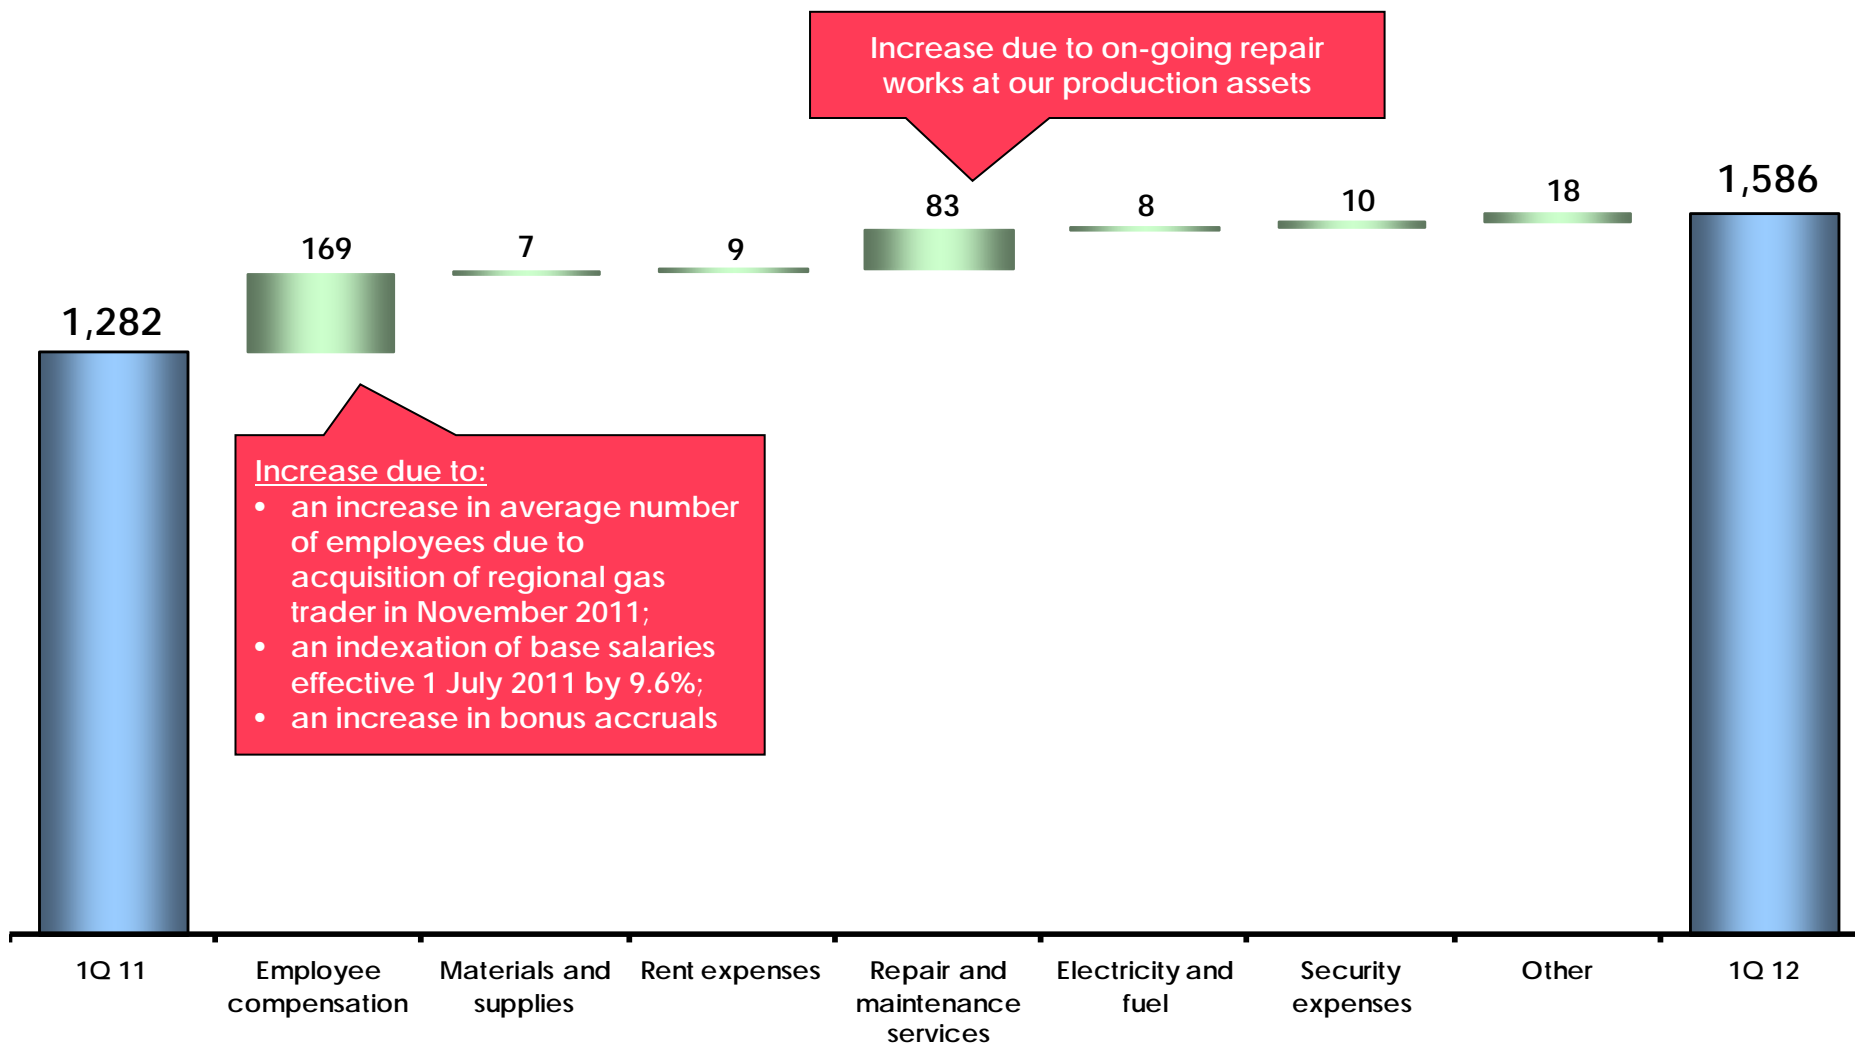 Increase due to on-going repair
works at our production assets
1,282
169
7
9
83
8
10
18
1,586
Increase due to:
• an increase in average number
of employees due to
acquisition of regional gas
trader in November 2011;
• an indexation of base salaries
effective 1 July 2011 by 9.6%;
• an increase in bonus accruals
1Q 11
Employee
compensation
Materials and
supplies
Rent expenses
Repair and
maintenance
services
Electricity and
fuel
Security
expenses
Other
1Q 12